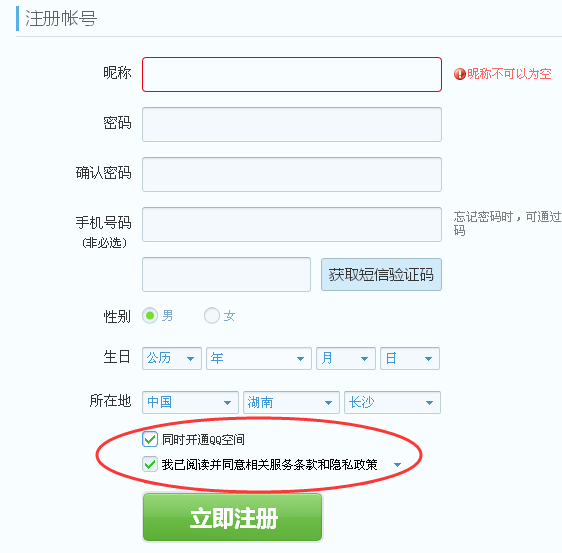 注册帐号
昵称
昵称不可以为空
密码
确认密码
手机号码
忘记密码时，可通过
(非必选)
码
获取短信验证码
性别 男 女
生日 公历 年 月 日
所在地 中国 湖南 长沙
同时开通QQ空间
我已阅读并同意相关服务条款和隐私政策
立即注册